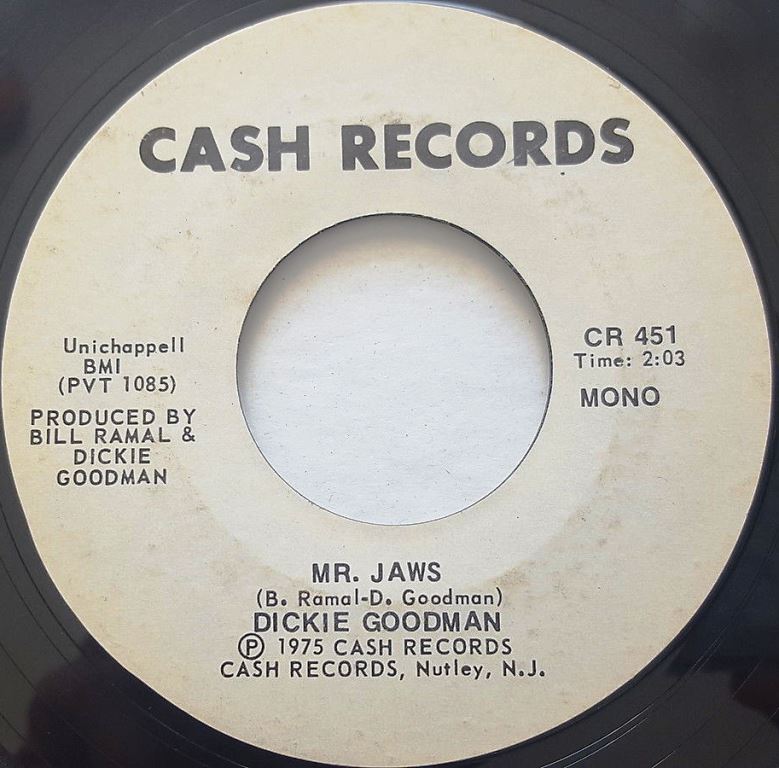 CASH RECORDS
Unichappell
BMI
(PVT 1085)
PRODUCED BY
BILL RAMAL &
DICKIE
GOODMAN
CR 451
Time: 2:03
MONO
MR. JAWS
(B. Ramal-D. Goodman)
DICKIE GOODMAN
Ⓟ 1975 CASH RECORDS
CASH RECORDS, Nutley, N.J.